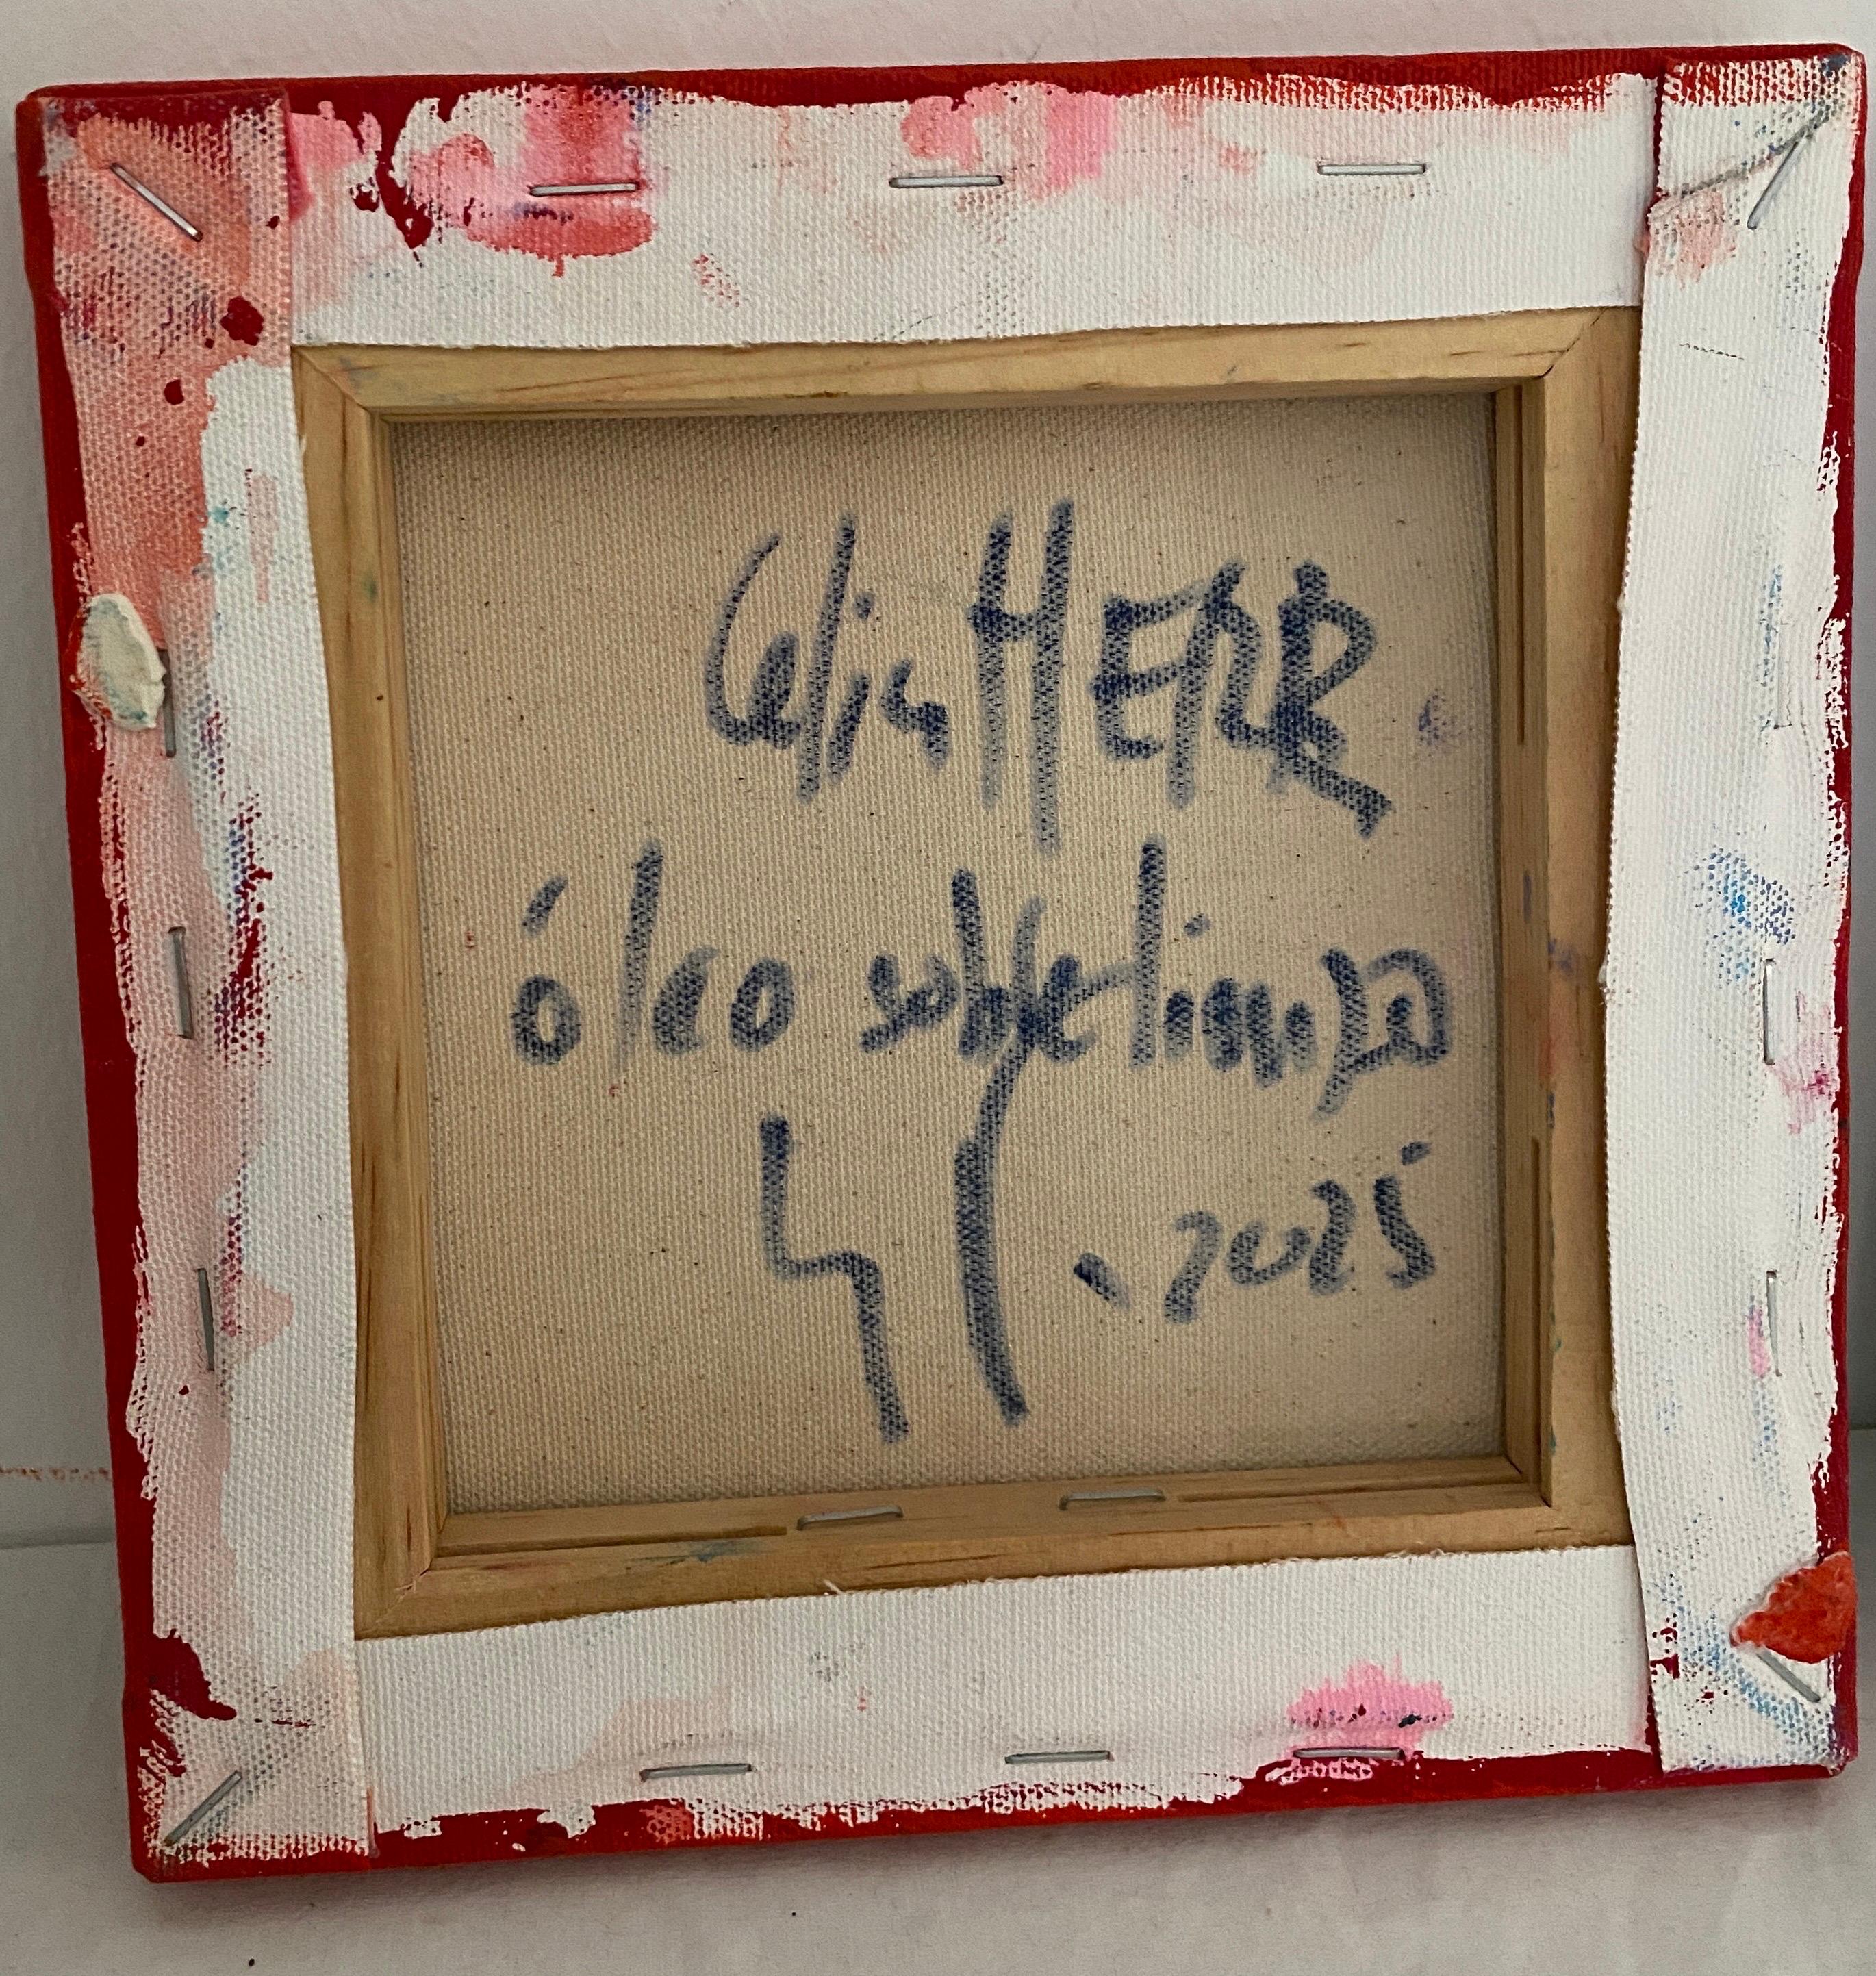 Celia HERR
óleo sobre lienzo
. 2025